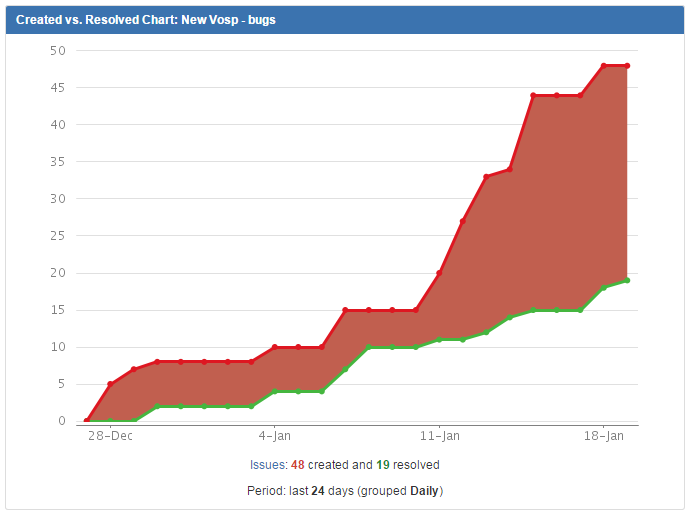 Created vs. Resolved Chart: New Vosp - bugs
50
45
40
35
30
25
20
15
10
5
0
28-Dec 4-Jan 11-Jan 18-Jan
Issues: 48 created and 19 resolved
Period: last 24 days (grouped Daily)